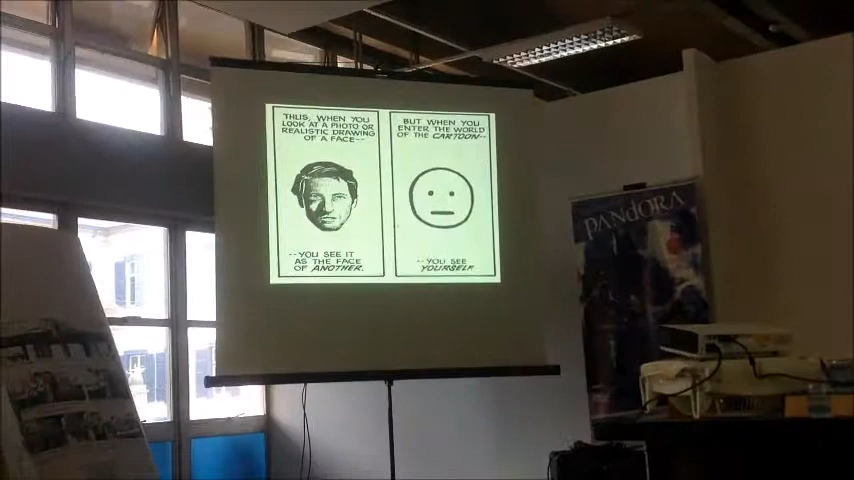 THUS, WHEN YOU
LOOK AT A PHOTO OR
REALISTIC DRAWING
OF A FACE--
--YOU SEE IT
AS THE FACE
OF ANOTHER.
BUT WHEN YOU
ENTER THE WORLD
OF THE CARTOON--
--YOU SEE
YOURSELF.
PANdORA